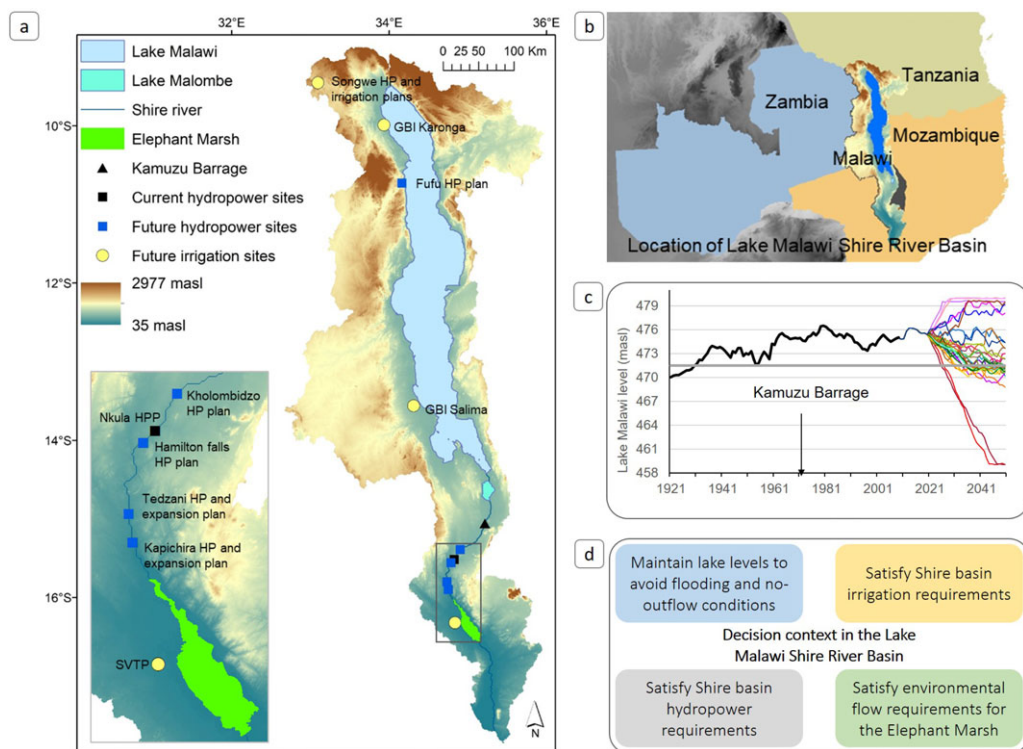 a
32°E
34°E
36°E
Lake Malawi
Lake Malombe
Shire river
Elephant Marsh
Kamuzu Barrage
Current hydropower sites
Future hydropower sites
Future irrigation sites
2977 masl
35 masl
0 25 50 100 Km
10°S
12°S
14°S
16°S
Songwe HP and
irrigation plans
GBI Karonga
Fufu HP plan
GBI Salima
N
Kholombidzo
HP plan
Nkula HPP
Hamilton falls
HP plan
Tedzani HP and
expansion plan
Kapichira HP and
expansion plan
SVTP
b
Tanzania
Zambia
Mozambique
Malawi
Location of Lake Malawi Shire River Basin
c
Lake Malawi level (masl)
479
476
473
470
467
464
461
458
Kamuzu Barrage
1921
1941
1961
1981
2001
2021
2041
d
Maintain lake levels to
avoid flooding and no-
outflow conditions
Satisfy Shire basin
irrigation requirements
Decision context in the Lake
Malawi Shire River Basin
Satisfy Shire basin
hydropower
requirements
Satisfy environmental
flow requirements for
the Elephant Marsh